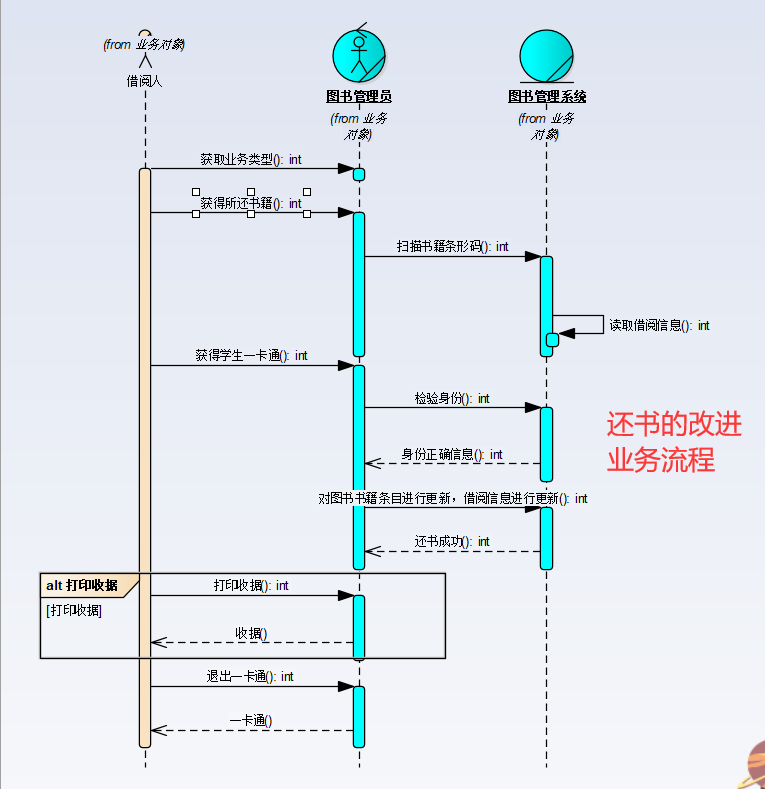 (from 业务对象)
借阅人
图书管理员
(from 业务
对象)
图书管理系统
(from 业务
对象)
获取业务类型(): int
获得所还书籍(): int
扫描书籍条形码(): int
读取借阅信息(): int
获得学生一卡通(): int
检验身份(): int
还书的改进
业务流程
身份正确信息(): int
对图书书籍条目进行更新，借阅信息进行更新(): int
还书成功(): int
alt 打印收据
打印收据(): int
[打印收据]
收据()
退出一卡通(): int
一卡通()